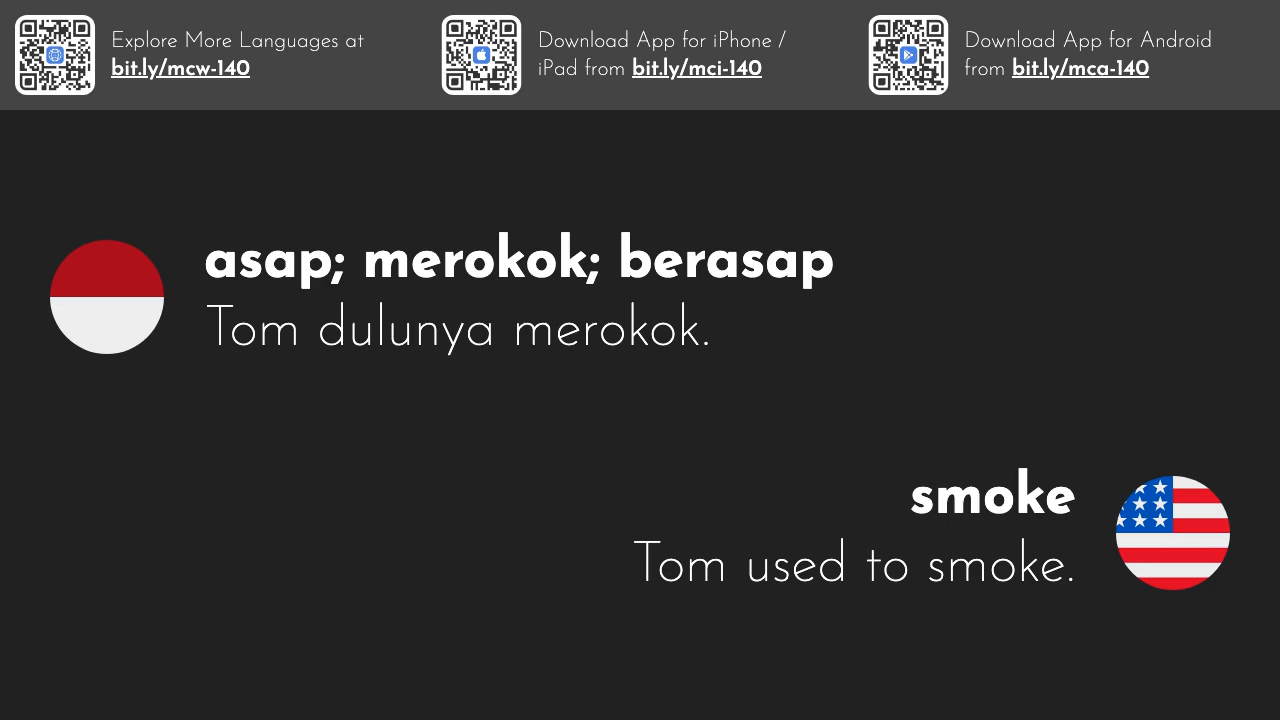 Explore More Languages at
bit.ly/mcw-140
Download App for iPhone /
iPad from bit.ly/mci-140
Download App for Android
from bit.ly/mca-140
asap; merokok; berasap
Tom dulunya merokok.
smoke
Tom used to smoke.